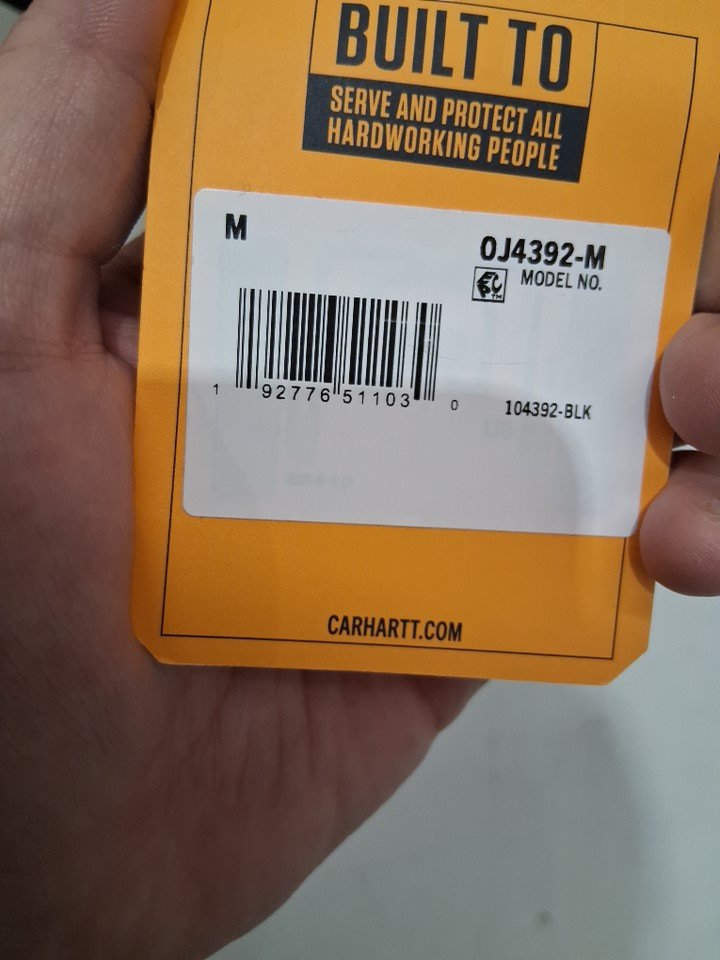 BUILT TO
SERVE AND PROTECT ALL
HARDWORKING PEOPLE
M
0J4392-M
MODEL NO.
TM
1 92776 51103 0
104392-BLK
CARHARTT.COM